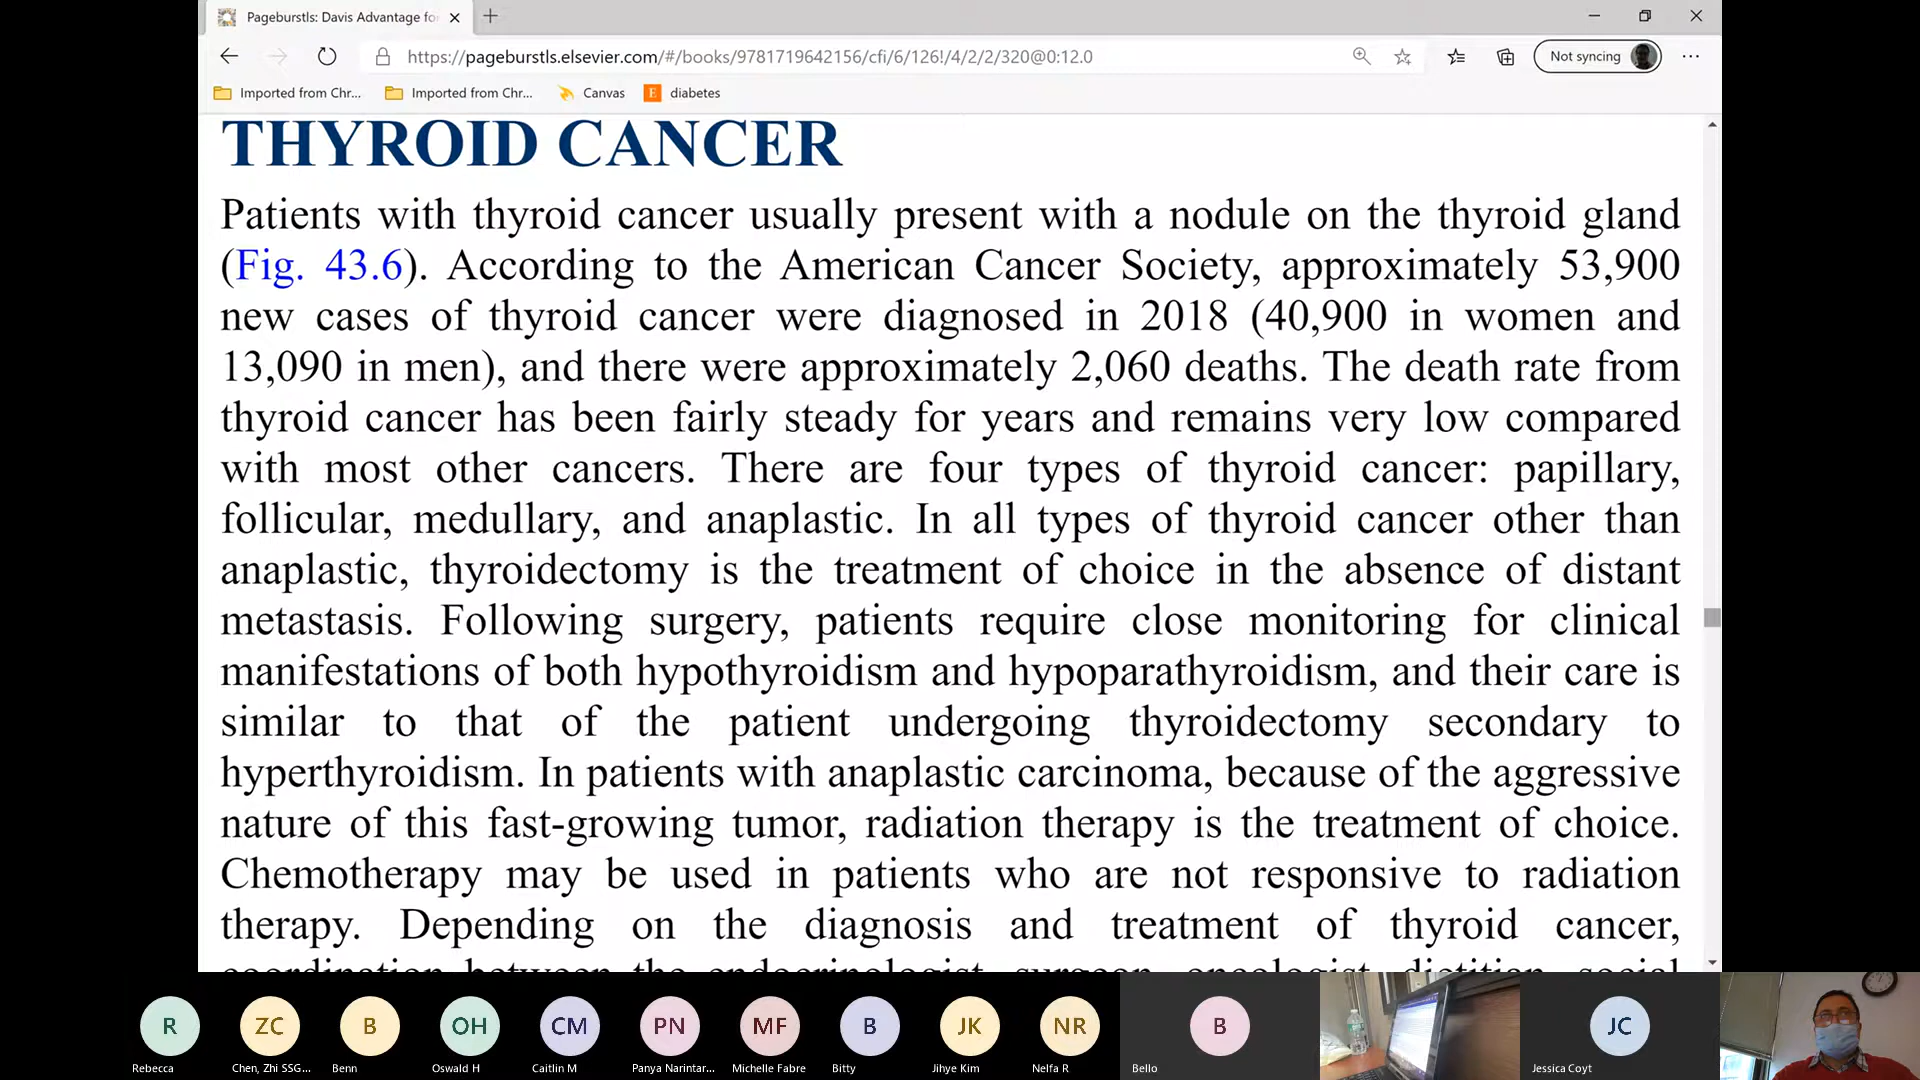 Pageburstls: Davis Advantage fo
https://pageburstls.elsevier.com/#/books/9781719642156/cfi/6/126!/4/2/2/320@0:12.0
Not syncing
Imported from Chr...
Imported from Chr...
Canvas
E
diabetes
THYROID CANCER
Patients with thyroid cancer usually present with a nodule on the thyroid gland
(Fig. 43.6). According to the American Cancer Society, approximately 53,900
new cases of thyroid cancer were diagnosed in 2018 (40,900 in women and
13,090 in men), and there were approximately 2,060 deaths. The death rate from
thyroid cancer has been fairly steady for years and remains very low compared
with most other cancers. There are four types of thyroid cancer: papillary,
follicular, medullary, and anaplastic. In all types of thyroid cancer other than
anaplastic, thyroidectomy is the treatment of choice in the absence of distant
metastasis. Following surgery, patients require close monitoring for clinical
manifestations of both hypothyroidism and hypoparathyroidism, and their care is
similar to that of the patient undergoing thyroidectomy secondary to
hyperthyroidism. In patients with anaplastic carcinoma, because of the aggressive
nature of this fast-growing tumor, radiation therapy is the treatment of choice.
Chemotherapy may be used in patients who are not responsive to radiation
therapy. Depending on the diagnosis and treatment of thyroid cancer,
coordination between the endocrinologist, surgeon, oncologist, dietitian, social
R
ZC
B
OH
CM
PN
MF
B
JK
NR
B
JC
Rebecca
Chen, Zhi SSG...
Benn
Oswald H
Caitlin M
Panya Narintar...
Michelle Fabre
Bitty
Jihye Kim
Nelfa R
Bello
Jessica Coyt